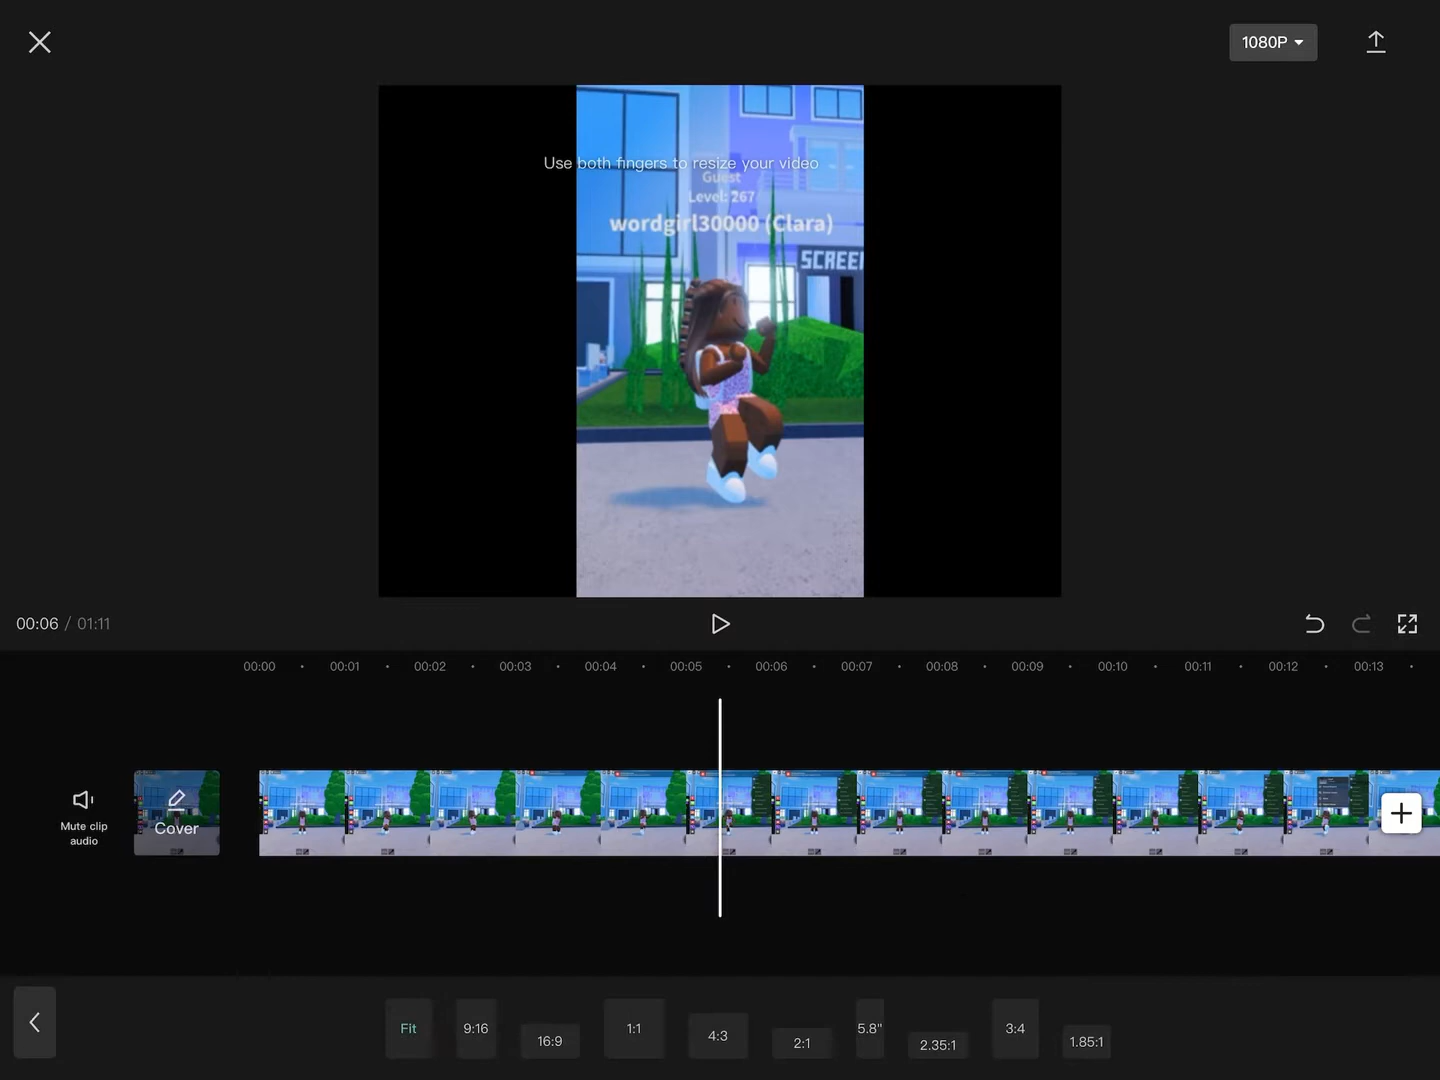 1080P
Use both fingers to resize your video
Guest
Level: 267
wordgirl30000 (Clara)
SCREE
00:06 / 01:11
00:00 00:01 00:02 00:03 00:04 00:05 00:06 00:07 00:08 00:09 00:10 00:11 00:12 00:13
Mute clip
audio
Cover
Fit 9:16 16:9 1:1 4:3 2:1 5.8" 2.35:1 3:4 1.85:1